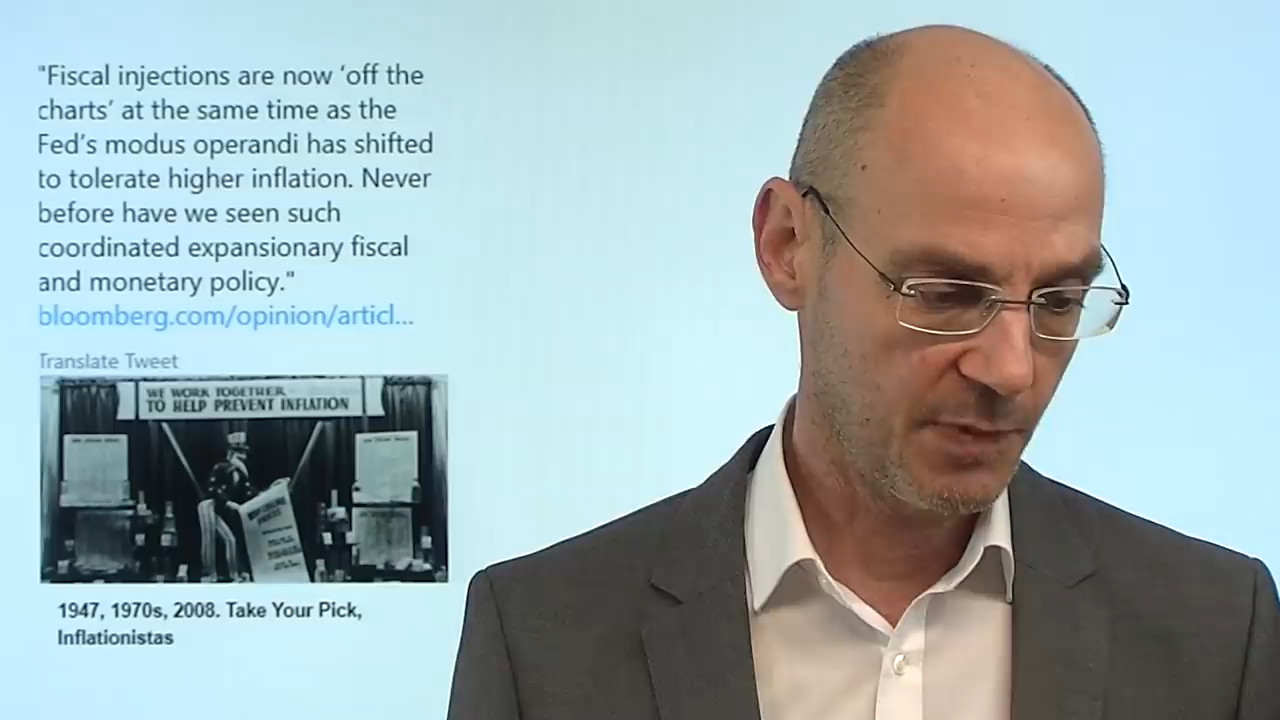 "Fiscal injections are now ‘off the
charts’ at the same time as the
Fed’s modus operandi has shifted
to tolerate higher inflation. Never
before have we seen such
coordinated expansionary fiscal
and monetary policy."
bloomberg.com/opinion/articl...
Translate Tweet
WE WORK TOGETHER
TO HELP PREVENT INFLATION
1947, 1970s, 2008. Take Your Pick,
Inflationistas